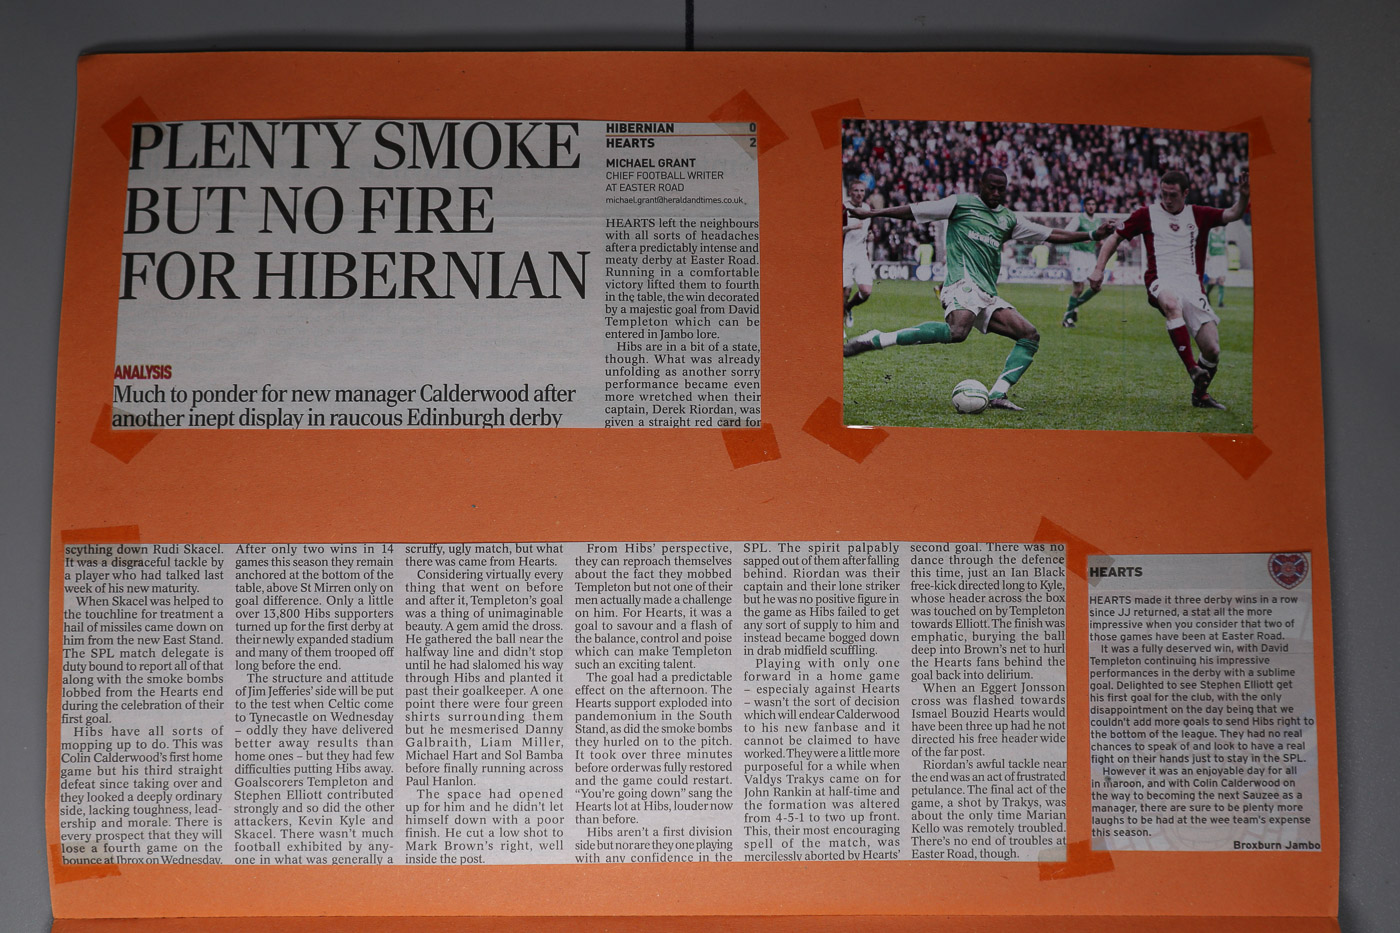 PLENTY SMOKE
BUT NO FIRE
FOR HIBERNIAN
ANALYSIS
Much to ponder for new manager Calderwood after
another inept display in raucous Edinburgh derby
HIBERNIAN 0
HEARTS 2
MICHAEL GRANT
CHIEF FOOTBALL WRITER
AT EASTER ROAD
michael.grant@heraldandtimes.co.uk
HEARTS left the neighbours
with all sorts of headaches
after a predictably intense and
meaty derby at Easter Road.
Running in a comfortable
victory lifted them to fourth
in the table, the win decorated
by a majestic goal from David
Templeton which can be
entered in Jambo lore.
Hibs are in a bit of a state,
though. What was already
unfolding as another sorry
performance became even
more wretched when their
captain, Derek Riordan, was
given a straight red card for
scything down Rudi Skacel.
It was a disgraceful tackle by
a player who had talked last
week of his new maturity.
When Skacel was helped to
the touchline for treatment a
hail of missiles came down on
him from the new East Stand.
The SPL match delegate is
duty bound to report all of that
along with the smoke bombs
lobbed from the Hearts end
during the celebration of their
first goal.
Hibs have all sorts of
mopping up to do. This was
Colin Calderwood's first home
game but his third straight
defeat since taking over and
they looked a deeply ordinary
side, lacking toughness, lead-
ership and morale. There is
every prospect that they will
lose a fourth game on the
bounce at Ibrox on Wednesday.
After only two wins in 14
games this season they remain
anchored at the bottom of the
table, above St Mirren only on
goal difference. Only a little
over 15,800 Hibs supporters
turned up for the first derby at
their newly expanded stadium
and many of them trooped off
long before the end.
The structure and attitude
of Jim Jefferies' side will be put
to the test when Celtic come
to Tynecastle on Wednesday
– oddly they have delivered
better away results than
home ones – but they had few
difficulties putting Hibs away.
Goalscorers Templeton and
Stephen Elliott contributed
strongly and so did the other
attackers, Kevin Kyle and
Skacel. There wasn't much
football exhibited by any-
one in what was generally a
scruffy, ugly match, but what
there was came from Hearts.
Considering virtually every
thing that went on before
and after it, Templeton's goal
was a thing of unimaginable
beauty. A gem amid the dross.
He gathered the ball near the
halfway line and didn't stop
until he had slalomed his way
through Hibs and planted it
past their goalkeeper. A one
point there were four green
shirts surrounding them
but he mesmerised Danny
Galbraith, Liam Miller,
Michael Hart and Sol Bamba
before finally running across
Paul Hanlon.
The space had opened
up for him and he didn't let
himself down with a poor
finish. He cut a low shot to
Mark Brown's right, well
inside the post.
From Hibs' perspective,
they can reproach themselves
about the fact they mobbed
Templeton but not one of their
men actually made a challenge
on him. For Hearts, it was a
goal to savour and a flash of
the balance, control and poise
which can make Templeton
such an exciting talent.
The goal had a predictable
effect on the afternoon. The
Hearts support exploded into
pandemonium in the South
Stand, as did the smoke bombs
they hurled on to the pitch.
It took over three minutes
before order was fully restored
and the game could restart.
"You're going down" sang the
Hearts lot at Hibs, louder now
than before.
Hibs aren't a first division
side but nor are they one playing
with any confidence in the
SPL. The spirit palpably
sapped out of them after falling
behind. Riordan was their
captain and their lone striker
but he was no positive figure in
the game as Hibs failed to get
any sort of supply to him and
instead became bogged down
in drab midfield scuffling.
Playing with only one
forward in a home game
– especialy against Hearts
– wasn't the sort of decision
which will endear Calderwood
to his new fanbase and it
cannot be claimed to have
worked. They were a little more
purposeful for a while when
Valdys Trakys came on for
John Rankin at half-time and
the formation was altered
from 4-5-1 to two up front.
This, their most encouraging
spell of the match, was
mercilessly aborted by Hearts'
second goal. There was no
dance through the defence
this time, just an Ian Black
free-kick directed long to Kyle,
whose header across the box
was touched on by Templeton
towards Elliott. The finish was
emphatic, burying the ball
deep into Brown's net to hurl
the Hearts fans behind the
goal back into delirium.
When an Eggert Jonsson
cross was flashed towards
Ismael Bouzid Hearts would
have been three up had he not
directed his free header wide
of the far post.
Riordan's awful tackle near
the end was an act of frustrated
petulance. The final act of the
game, a shot by Trakys, was
about the only time Marian
Kello was remotely troubled.
There's no end of troubles at
Easter Road, though.
HEARTS
HEARTS made it three derby wins in a row
since JJ returned, a stat all the more
impressive when you consider that two of
those games have been at Easter Road.
It was a fully deserved win, with David
Templeton continuing his impressive
performances in the derby with a sublime
goal. Delighted to see Stephen Elliott get
his first goal for the club, with the only
disappointment on the day being that we
couldn't add more goals to send Hibs right to
the bottom of the league. They had no real
chances to speak of and look to have a real
fight on their hands just to stay in the SPL.
However it was an enjoyable day for all
in maroon, and with Colin Calderwood on
the way to becoming the next Sauzee as a
manager, there are sure to be plenty more
laughs to be had at the wee team's expense
this season.
Broxburn Jambo